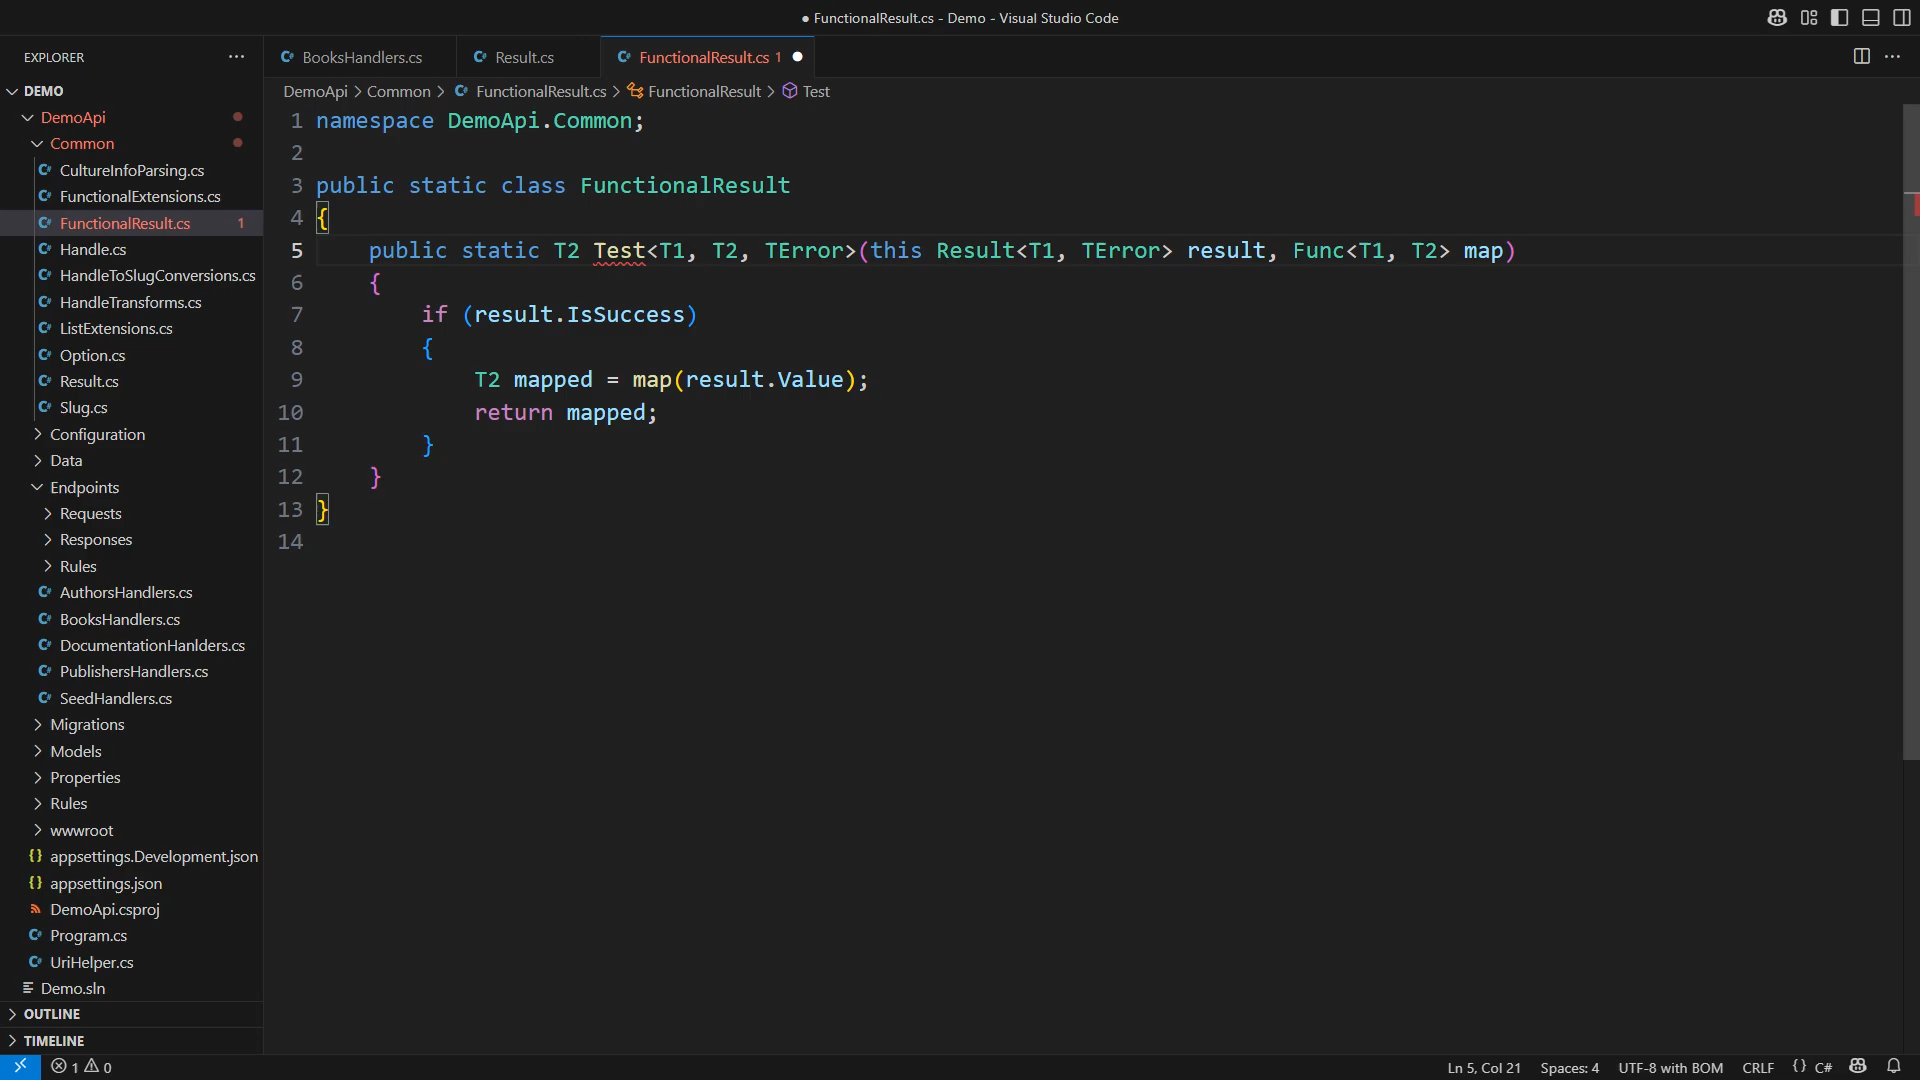 ● FunctionalResult.cs - Demo - Visual Studio Code
EXPLORER
DEMO
DemoApi
Common
CultureInfoParsing.cs
FunctionalExtensions.cs
FunctionalResult.cs 1
Handle.cs
HandleToSlugConversions.cs
HandleTransforms.cs
ListExtensions.cs
Option.cs
Result.cs
Slug.cs
Configuration
Data
Endpoints
Requests
Responses
Rules
AuthorsHandlers.cs
BooksHandlers.cs
DocumentationHanlders.cs
PublishersHandlers.cs
SeedHandlers.cs
Migrations
Models
Properties
Rules
wwwroot
appsettings.Development.json
appsettings.json
DemoApi.csproj
Program.cs
UriHelper.cs
Demo.sln
OUTLINE
TIMELINE
BooksHandlers.cs Result.cs FunctionalResult.cs 1 ●
DemoApi > Common > FunctionalResult.cs > FunctionalResult > Test
1 namespace DemoApi.Common;
2
3 public static class FunctionalResult
4 {
5 public static T2 Test<T1, T2, TError>(this Result<T1, TError> result, Func<T1, T2> map)
6 {
7 if (result.IsSuccess)
8 {
9 T2 mapped = map(result.Value);
10 return mapped;
11 }
12 }
13 }
14
1 0 Ln 5, Col 21 Spaces: 4 UTF-8 with BOM CRLF {} C#